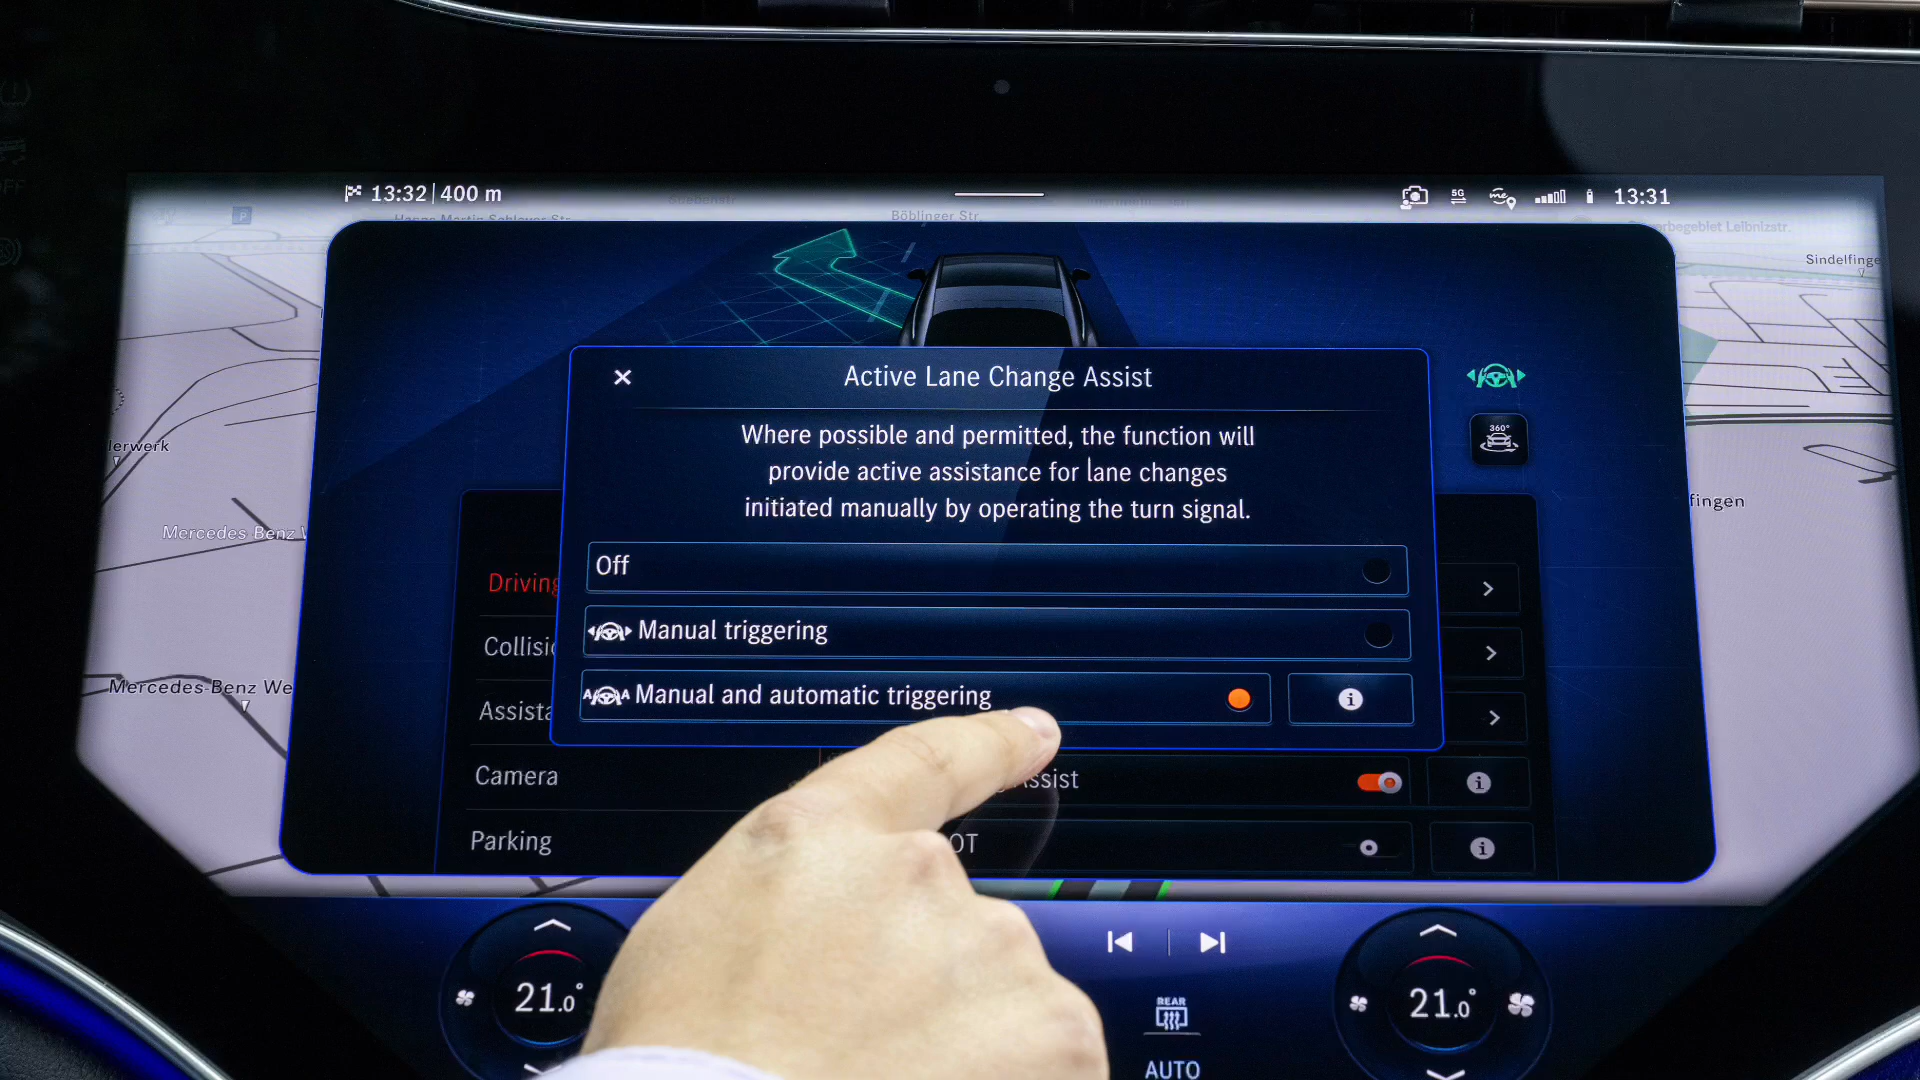 13:32 | 400 m
5G
me
13:31
P
Böblinger Str.
Sindelfinge
lerwerk
Mercedes Benz
Mercedes-Benz We
fingen
Active Lane Change Assist
Where possible and permitted, the function will
provide active assistance for lane changes
initiated manually by operating the turn signal.
360°
Off
Manual triggering
A A Manual and automatic triggering
i
Driving
Collisi
Assista
Camera
Assist
i
Parking
OT
i
21.0°
REAR
AUTO
21.0°